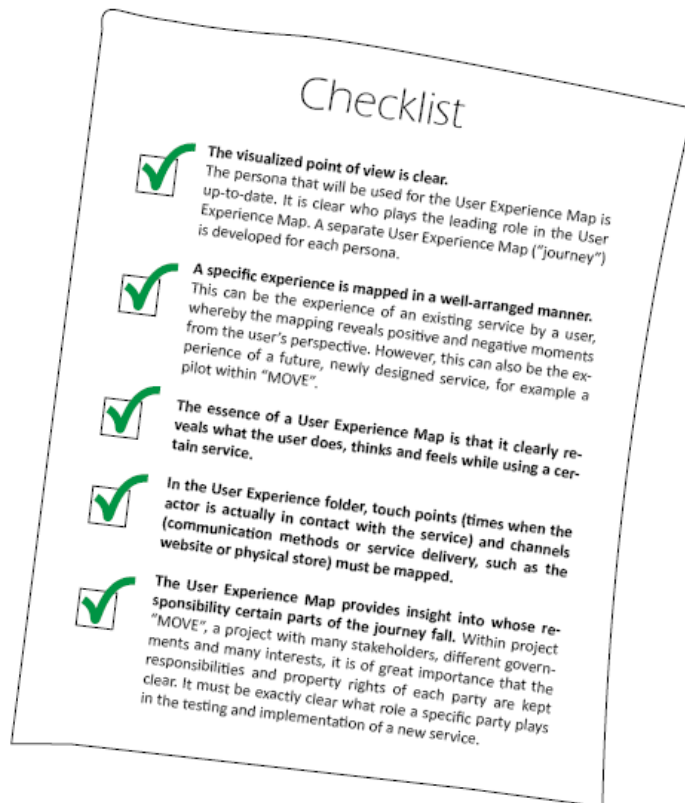 Checklist
The visualized point of view is clear.
The persona that will be used for the User Experience Map is
up-to-date. It is clear who plays the leading role in the User
Experience Map. A separate User Experience Map (“journey”)
is developed for each persona.
A specific experience is mapped in a well-arranged manner.
This can be the experience of an existing service by a user,
whereby the mapping reveals positive and negative moments
from the user’s perspective. However, this can also be the ex-
perience of a future, newly designed service, for example a
pilot within “MOVE”.
The essence of a User Experience Map is that it clearly re-
veals what the user does, thinks and feels while using a cer-
tain service.
In the User Experience folder, touch points (times when the
actor is actually in contact with the service) and channels
(communication methods or service delivery, such as the
website or physical store) must be mapped.
The User Experience Map provides insight into whose re-
sponsibility certain parts of the journey fall. Within project
“MOVE”, a project with many stakeholders, different govern-
ments and many interests, it is of great importance that the
responsibilities and property rights of each party are kept
clear. It must be exactly clear what role a specific party plays
in the testing and implementation of a new service.